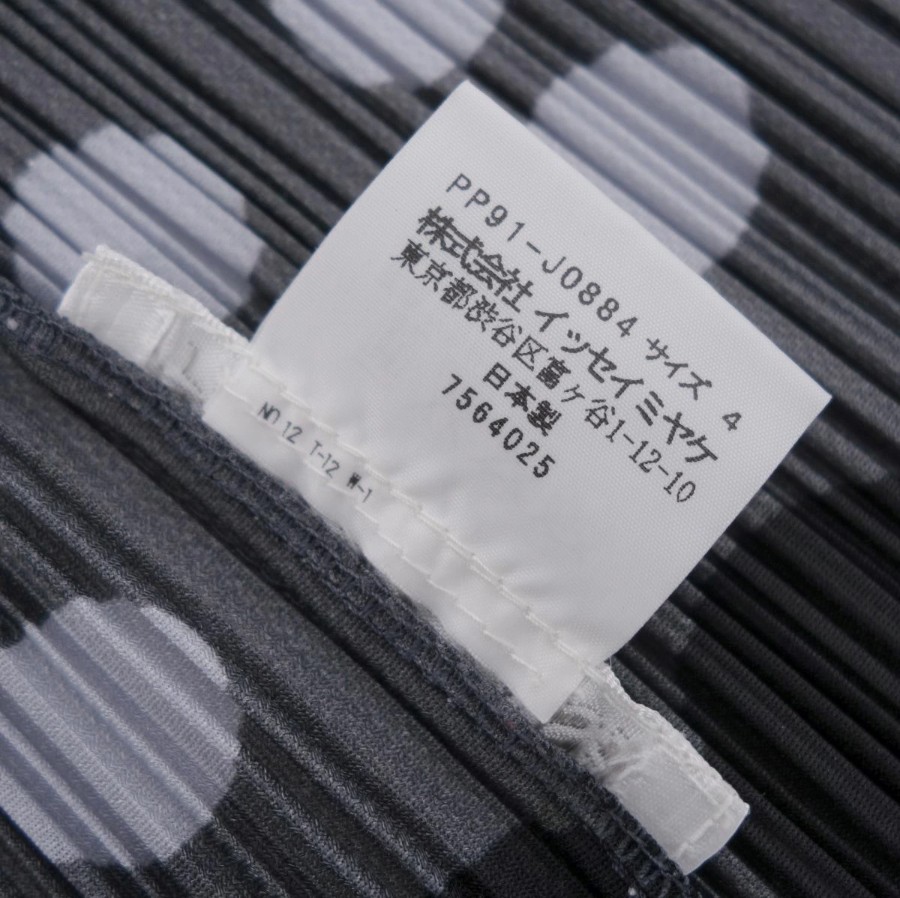 PP91-J0884 サイズ 4
株式会社 イッセイミヤケ
東京都渋谷区富ケ谷1-12-10
日本製
7564025
NO 12 T-12 W-1